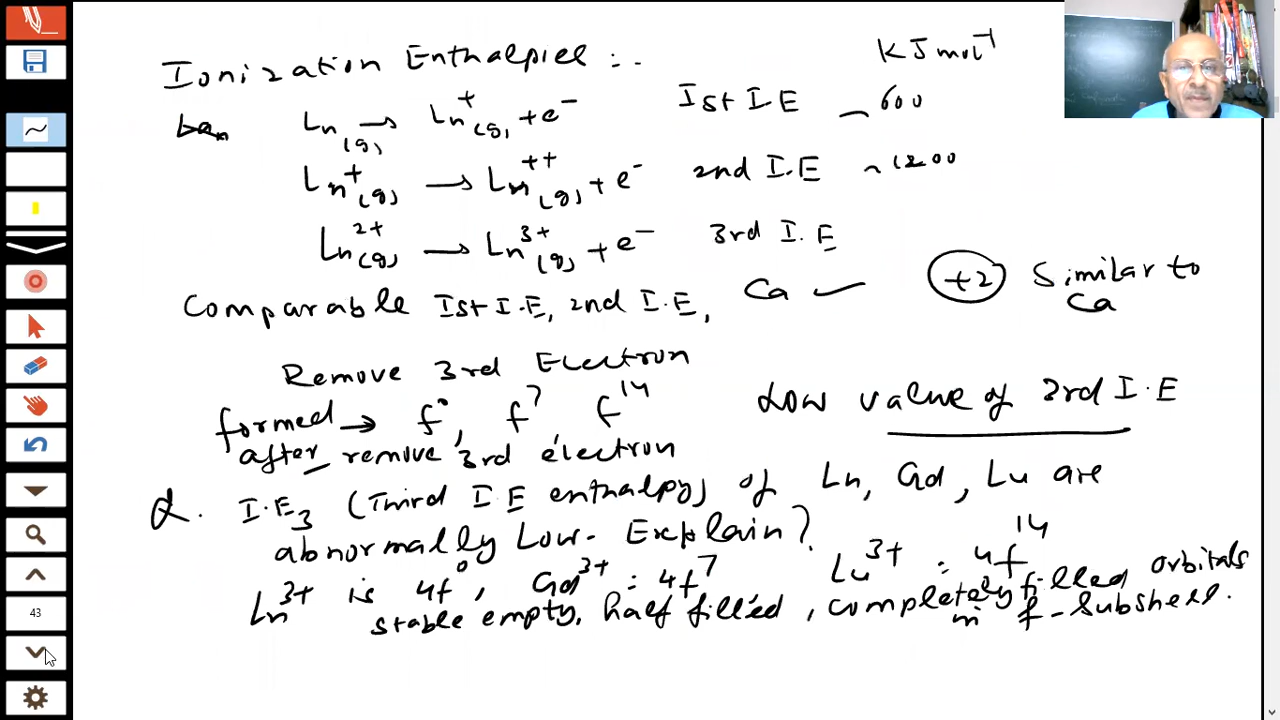 Ionization Enthalpies :- KJmol⁻¹
Lan Ln(g) → Ln⁺(g) + e⁻ Ist I.E ~ 600
Ln⁺(g) → Ln⁺⁺(g) + e⁻ 2nd I.E ~ 1200
Ln²⁺(g) → Ln³⁺(g) + e⁻ 3rd I.E
Comparable Ist I.E, 2nd I.E, Ca ✓ +2 Similar to
Ca
Remove 3rd Electron
formed → f⁰, f⁷, f¹⁴ Low value of 3rd I.E
after remove 3rd electron
Q. I.E₃ (Third I.E enthalpy) of Ln, Gd, Lu are
abnormally Low. Explain?
Ln³⁺ is 4f⁰, Gd³⁺ : 4f⁷ Lu³⁺ : 4f¹⁴
stable empty, half filled, completely filled orbitals
in f-subshell.
43